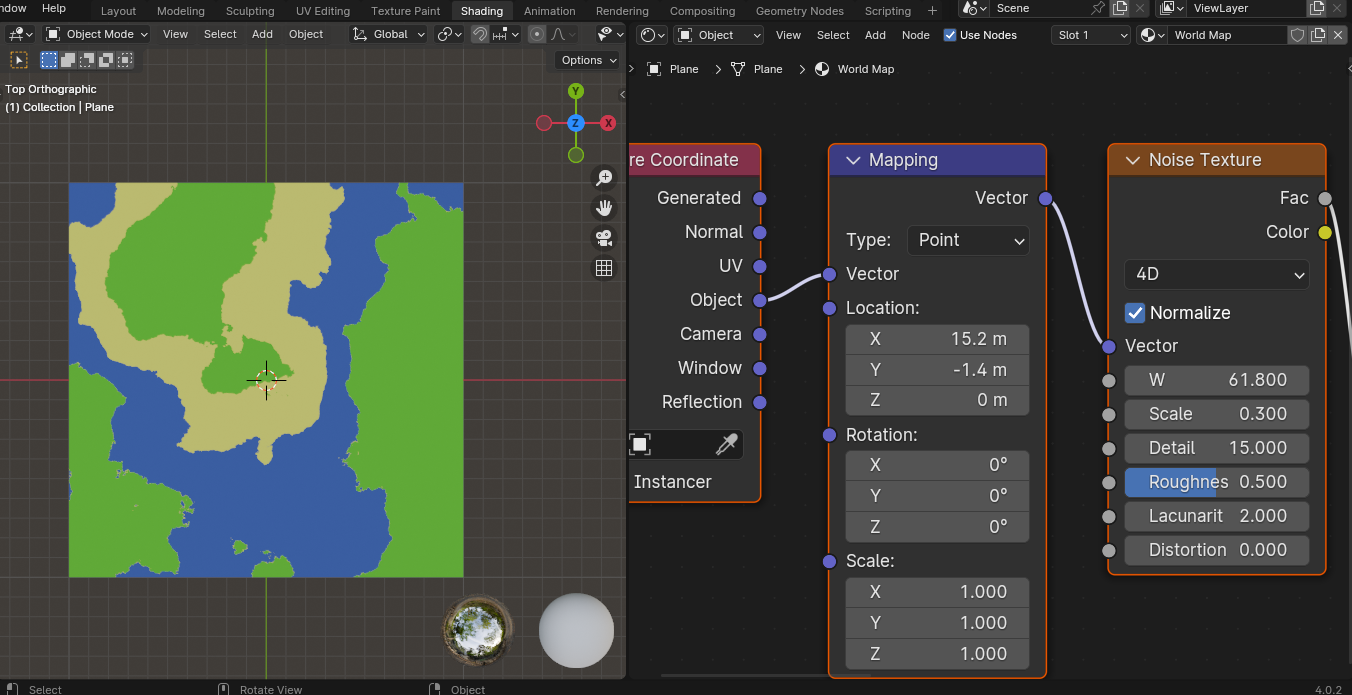 ndow Help Layout Modeling Sculpting UV Editing Texture Paint Shading Animation Rendering Compositing Geometry Nodes Scripting + Scene ViewLayer
Object Mode View Select Add Object Global Object View Select Add Node Use Nodes Slot 1 World Map
Options
Plane Plane World Map
Top Orthographic
(1) Collection | Plane
Y
Z
X
re Coordinate
Generated
Normal
UV
Object
Camera
Window
Reflection
Instancer
Mapping
Vector
Type: Point
Vector
Location:
X 15.2 m
Y -1.4 m
Z 0 m
Rotation:
X 0°
Y 0°
Z 0°
Scale:
X 1.000
Y 1.000
Z 1.000
Noise Texture
Fac
Color
4D
Normalize
Vector
W 61.800
Scale 0.300
Detail 15.000
Roughnes 0.500
Lacunarit 2.000
Distortion 0.000
Select Rotate View Object 4.0.2